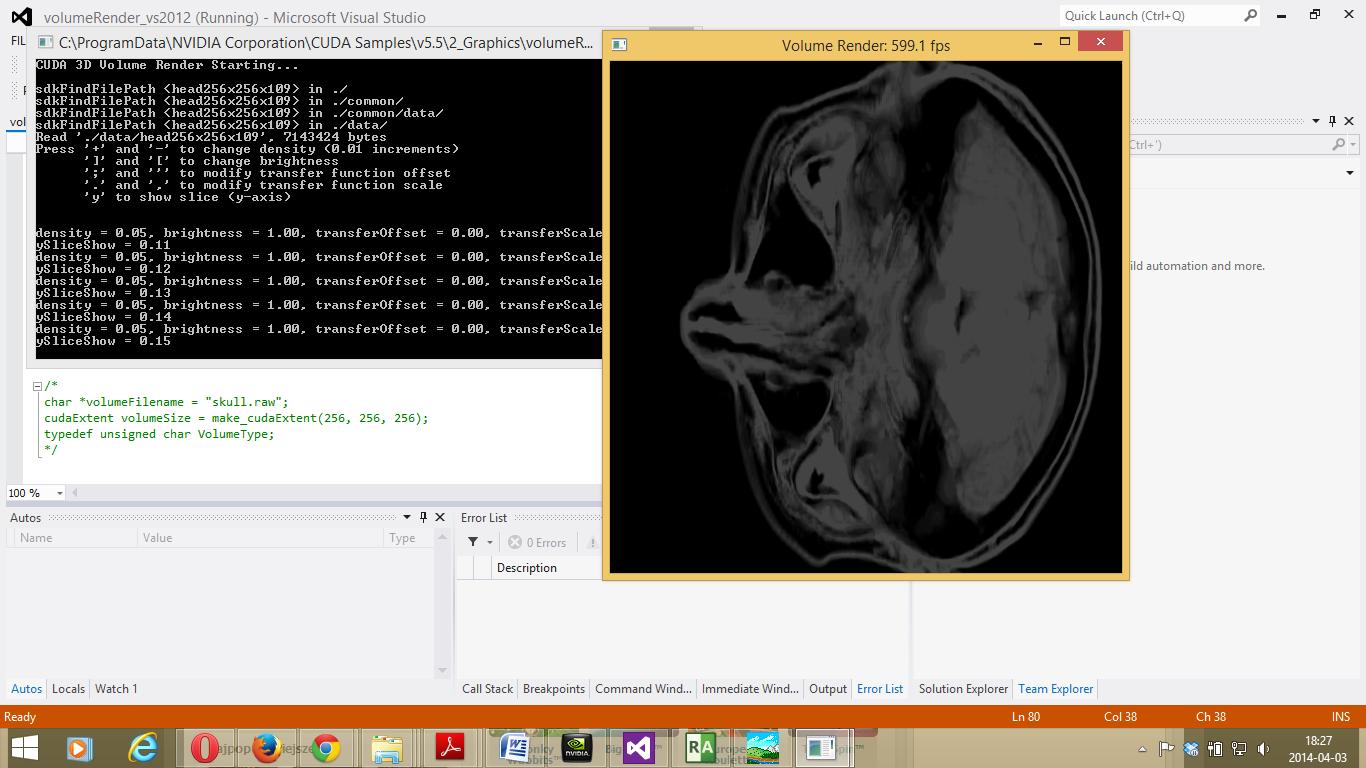 volumeRender_vs2012 (Running) - Microsoft Visual Studio
Quick Launch (Ctrl+Q)
FIL
C:\ProgramData\NVIDIA Corporation\CUDA Samples\v5.5\2_Graphics\volumeR...
Volume Render: 599.1 fps
CUDA 3D Volume Render Starting...
sdkFindFilePath <head256x256x109> in ./
sdkFindFilePath <head256x256x109> in ./common/
sdkFindFilePath <head256x256x109> in ./common/data/
sdkFindFilePath <head256x256x109> in ./data/
Read './data/head256x256x109', 7143424 bytes
Press '+' and '-' to change density (0.01 increments)
']' and '[' to change brightness
';' and ''' to modify transfer function offset
'.' and ',' to modify transfer function scale
'y' to show slice (y-axis)
density = 0.05, brightness = 1.00, transferOffset = 0.00, transferScale
ySliceShow = 0.11
density = 0.05, brightness = 1.00, transferOffset = 0.00, transferScale
ySliceShow = 0.12
density = 0.05, brightness = 1.00, transferOffset = 0.00, transferScale
ySliceShow = 0.13
density = 0.05, brightness = 1.00, transferOffset = 0.00, transferScale
ySliceShow = 0.14
density = 0.05, brightness = 1.00, transferOffset = 0.00, transferScale
ySliceShow = 0.15
vol
Ctrl+')
ild automation and more.
/*
char *volumeFilename = "skull.raw";
cudaExtent volumeSize = make_cudaExtent(256, 256, 256);
typedef unsigned char VolumeType;
*/
100 %
Autos
Name Value Type
Error List
0 Errors
Description
Autos Locals Watch 1
Call Stack Breakpoints Command Wind... Immediate Wind... Output Error List
Solution Explorer Team Explorer
Ready Ln 80 Col 38 Ch 38 INS
NVIDIA
RA
18:27
2014-04-03